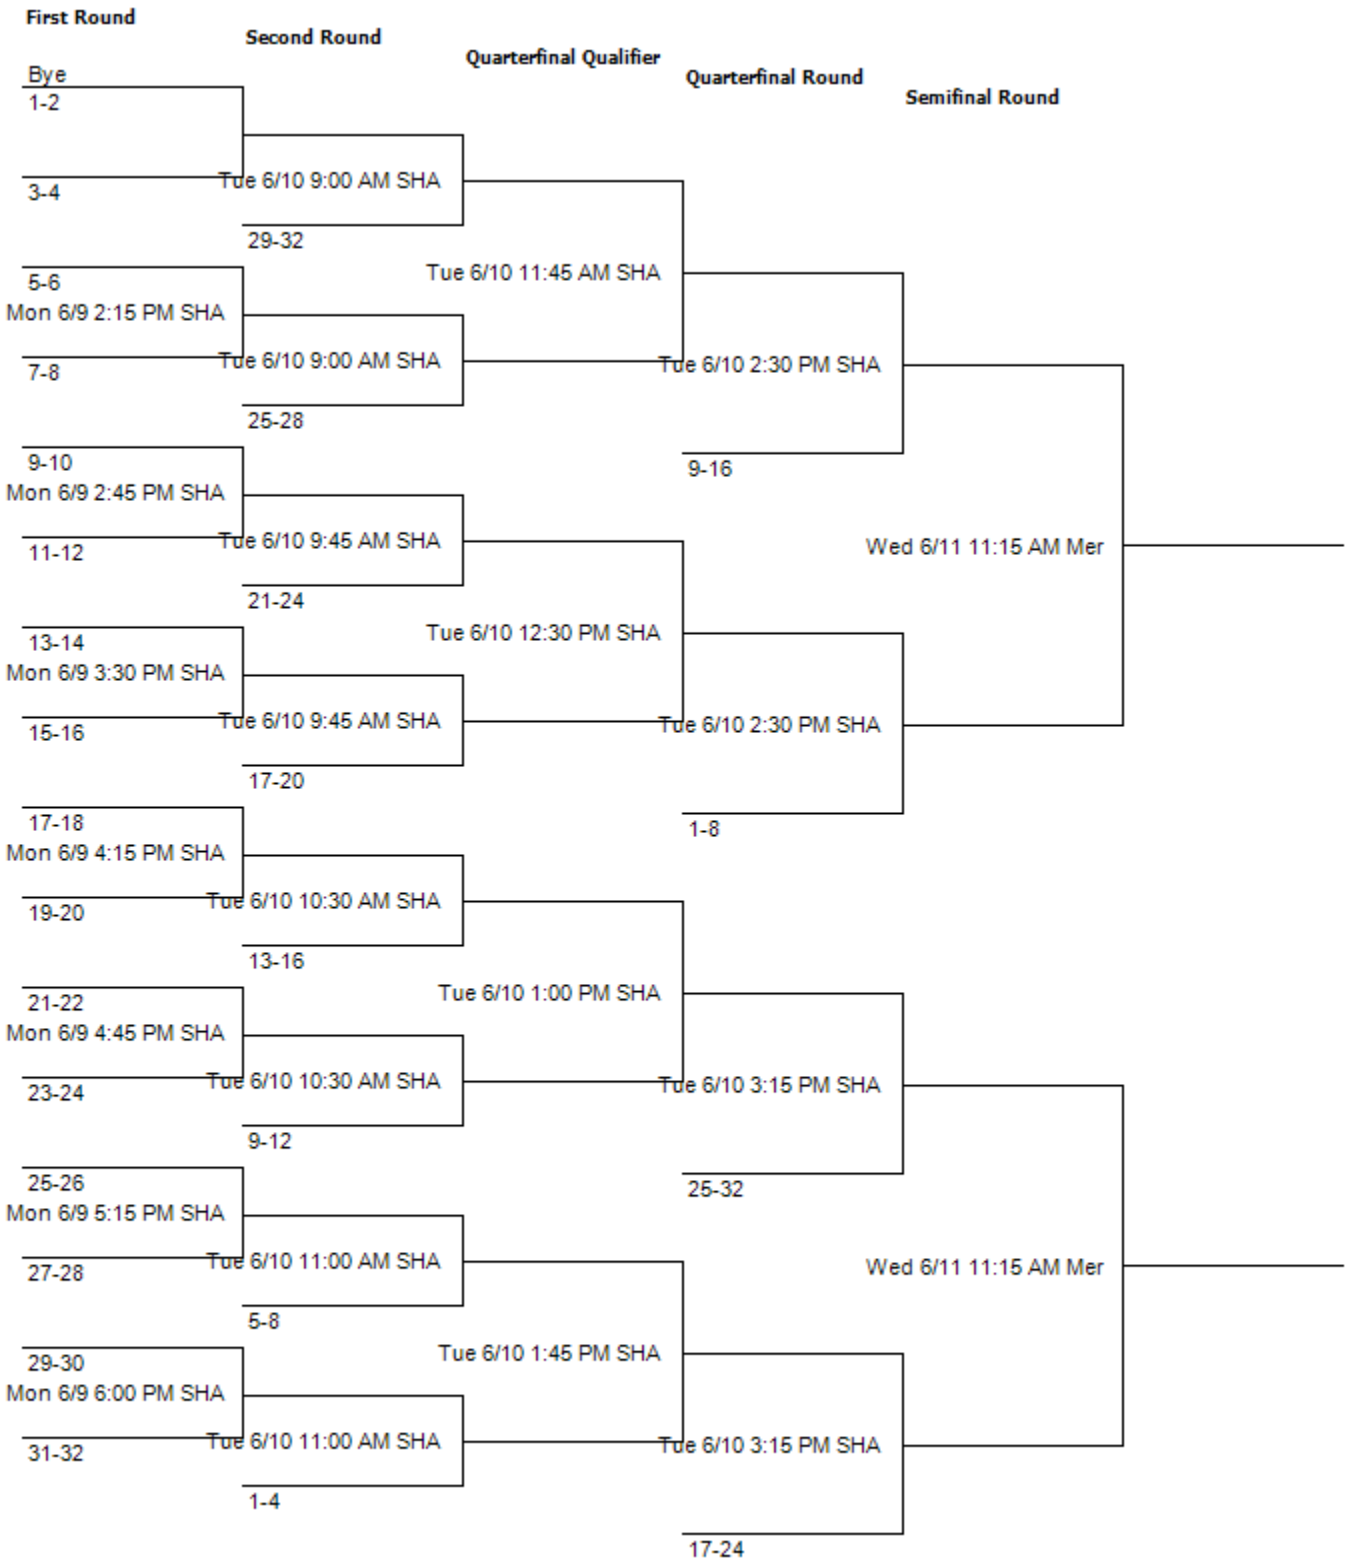 First Round
Second Round
Quarterfinal Qualifier
Quarterfinal Round
Semifinal Round
Bye
1-2
Tue 6/10 9:00 AM SHA
3-4
29-32
Tue 6/10 11:45 AM SHA
5-6
Mon 6/9 2:15 PM SHA
Tue 6/10 9:00 AM SHA
Tue 6/10 2:30 PM SHA
7-8
25-28
9-10
9-16
Mon 6/9 2:45 PM SHA
Tue 6/10 9:45 AM SHA
Wed 6/11 11:15 AM Mer
11-12
21-24
Tue 6/10 12:30 PM SHA
13-14
Mon 6/9 3:30 PM SHA
Tue 6/10 9:45 AM SHA
Tue 6/10 2:30 PM SHA
15-16
17-20
17-18
1-8
Mon 6/9 4:15 PM SHA
Tue 6/10 10:30 AM SHA
19-20
13-16
Tue 6/10 1:00 PM SHA
21-22
Mon 6/9 4:45 PM SHA
Tue 6/10 10:30 AM SHA
Tue 6/10 3:15 PM SHA
23-24
9-12
25-26
25-32
Mon 6/9 5:15 PM SHA
Tue 6/10 11:00 AM SHA
Wed 6/11 11:15 AM Mer
27-28
5-8
Tue 6/10 1:45 PM SHA
29-30
Mon 6/9 6:00 PM SHA
Tue 6/10 11:00 AM SHA
Tue 6/10 3:15 PM SHA
31-32
1-4
17-24